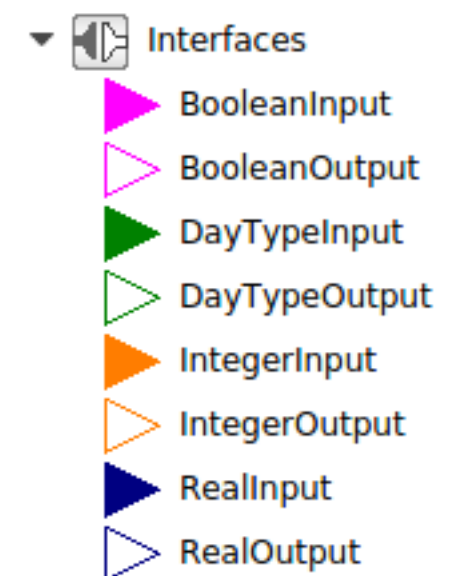 Interfaces
BooleanInput
BooleanOutput
DayTypeInput
DayTypeOutput
IntegerInput
IntegerOutput
RealInput
RealOutput